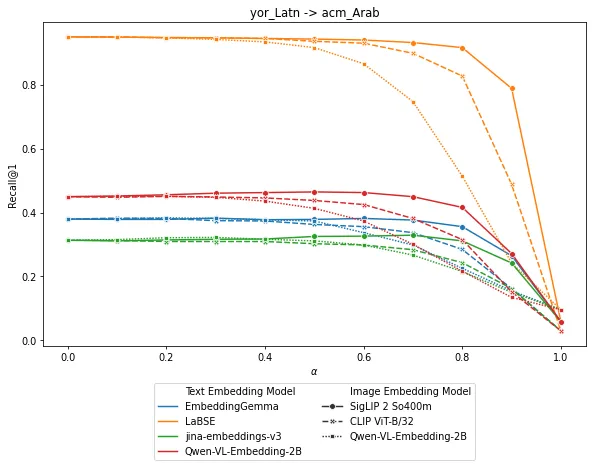 yor_Latn -> acm_Arab
Recall@1
0.8
0.6
0.4
0.2
0.0
0.0 0.2 0.4 0.6 0.8 1.0
α
Text Embedding Model Image Embedding Model
EmbeddingGemma SigLIP 2 So400m
LaBSE CLIP ViT-B/32
jina-embeddings-v3 Qwen-VL-Embedding-2B
Qwen-VL-Embedding-2B